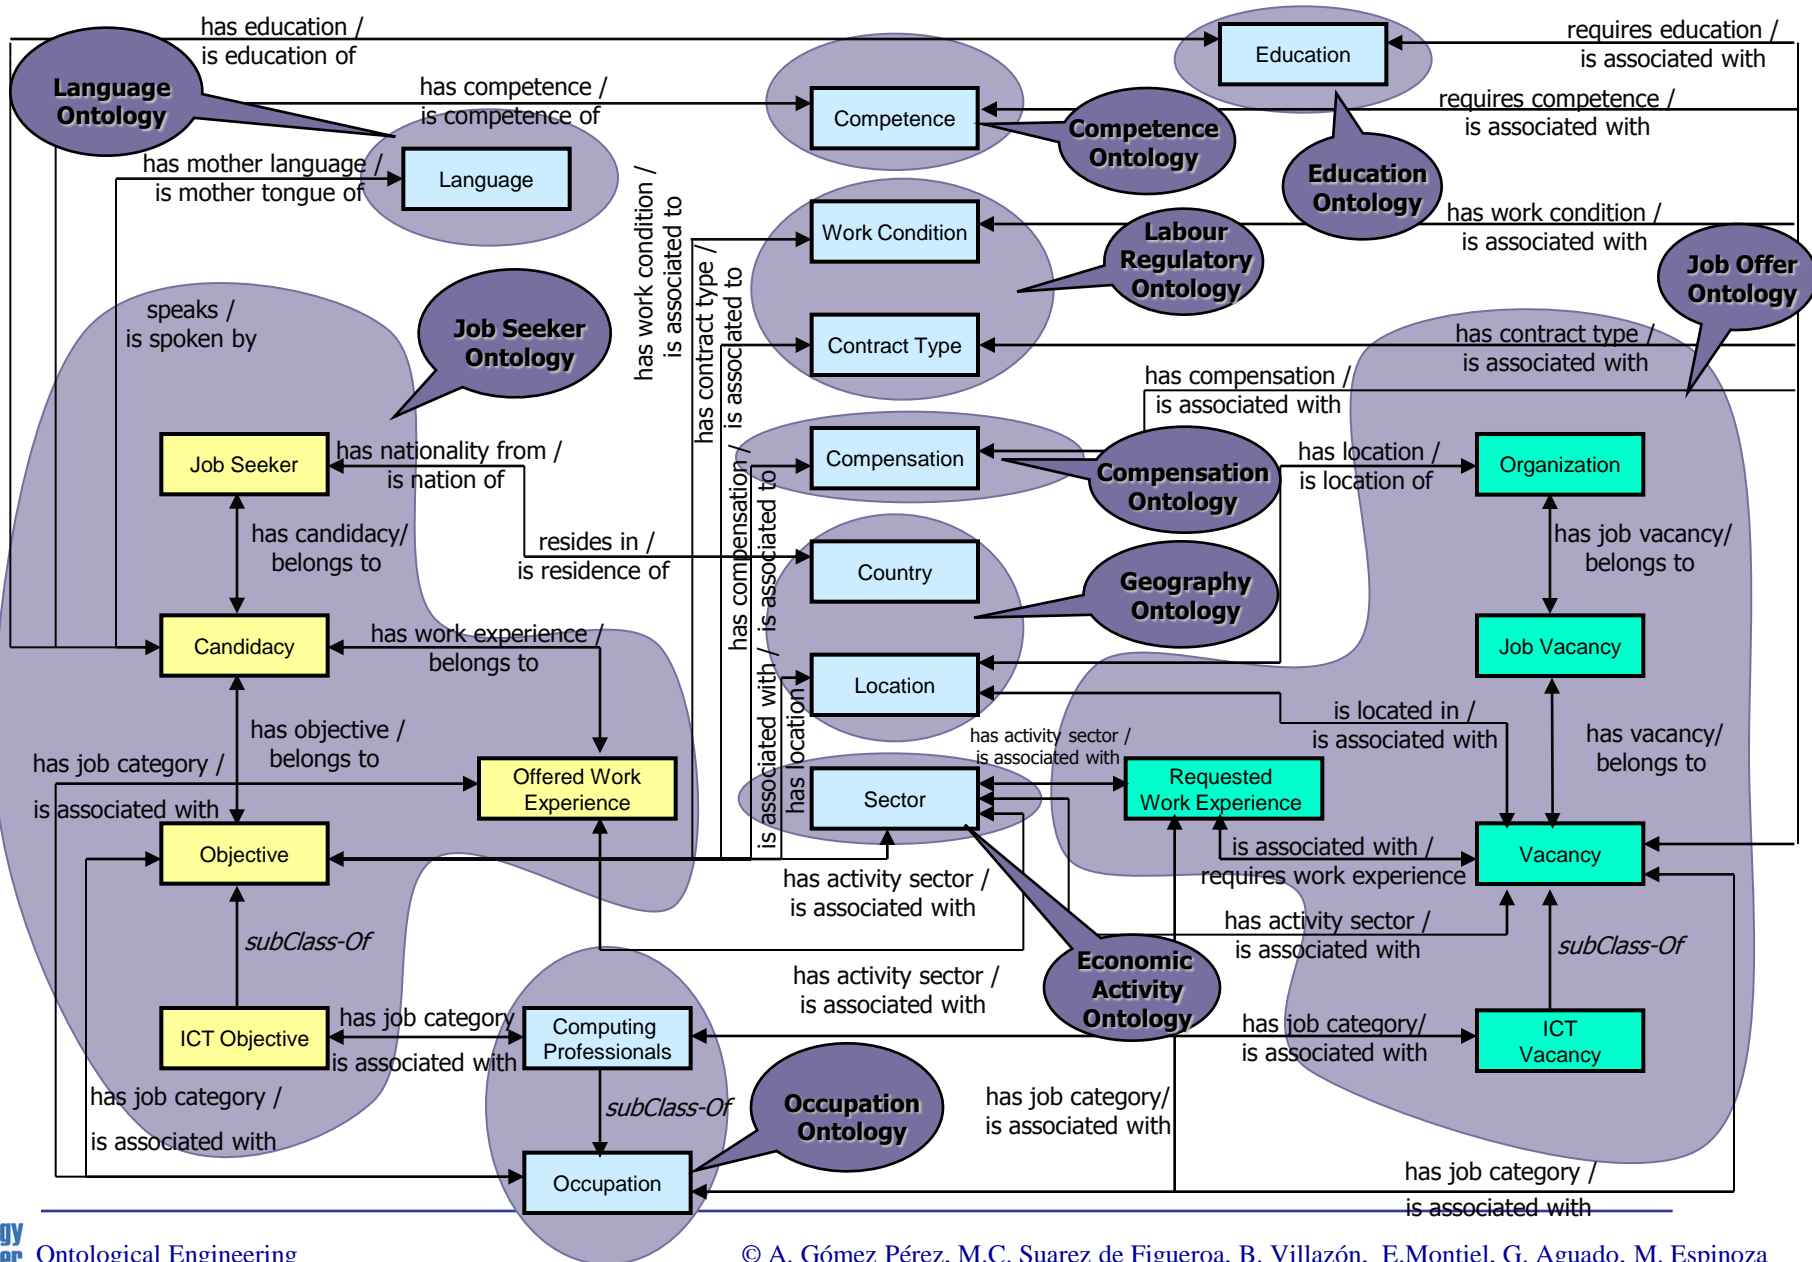 has education /
is education of
Education
requires education /
is associated with
Language
Ontology
has competence /
is competence of
Competence
requires competence /
is associated with
Competence
Ontology
has mother language /
is mother tongue of
Language
Education
Ontology
has work condition /
is associated to
Work Condition
Labour
Regulatory
Ontology
has work condition /
is associated with
Job Offer
Ontology
speaks /
is spoken by
Job Seeker
Ontology
has contract type /
is associated to
Contract Type
has contract type /
is associated with
has compensation /
is associated with
Job Seeker
has nationality from /
is nation of
has compensation /
is associated to
Compensation
Compensation
Ontology
has location /
is location of
Organization
has candidacy/
belongs to
resides in /
is residence of
Country
Geography
Ontology
has job vacancy/
belongs to
Candidacy
has work experience /
belongs to
is associated with /
has location
Location
Job Vacancy
has objective /
belongs to
is located in /
is associated with
has vacancy/
belongs to
has job category /
is associated with
Offered Work
Experience
Sector
has activity sector /
is associated with
Requested
Work Experience
Objective
has activity sector /
is associated with
is associated with /
requires work experience
Vacancy
subClass-Of
has activity sector /
is associated with
Economic
Activity
Ontology
has activity sector /
is associated with
subClass-Of
ICT Objective
has job category
is associated with
Computing
Professionals
has job category/
is associated with
ICT
Vacancy
has job category /
is associated with
subClass-Of
Occupation
Ontology
has job category/
is associated with
Occupation
has job category /
is associated with
gy
er
Ontological Engineering
© A. Gómez Pérez, M.C. Suarez de Figueroa, B. Villazón, E.Montiel, G. Aguado, M. Espinoza